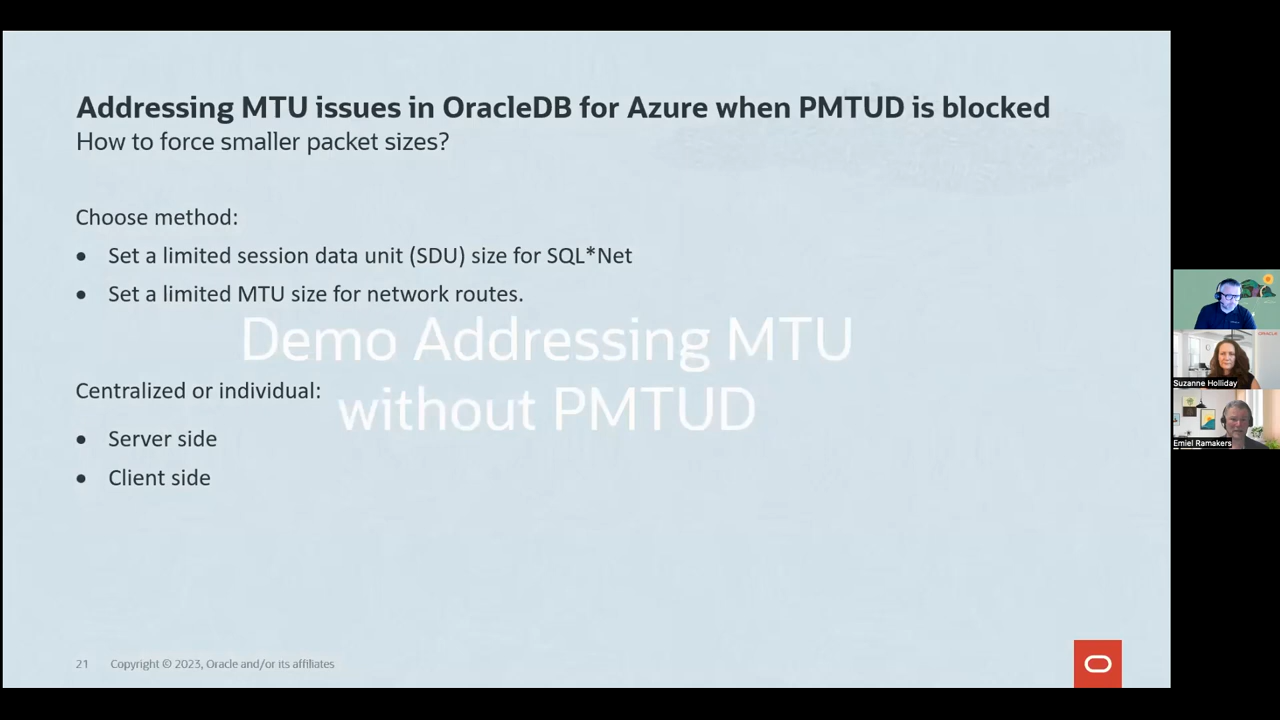 Addressing MTU issues in OracleDB for Azure when PMTUD is blocked
How to force smaller packet sizes?
Choose method:
• Set a limited session data unit (SDU) size for SQL*Net
• Set a limited MTU size for network routes.
Demo Addressing MTU
without PMTUD
Centralized or individual:
• Server side
• Client side
21 Copyright © 2023, Oracle and/or its affiliates
Suzanne Holliday
Emiel Ramakers